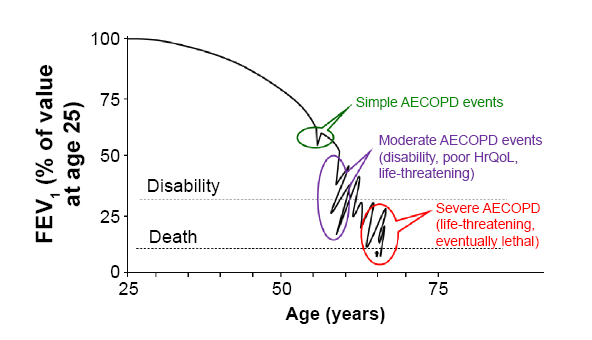 100
75
50
25
0
FEV1 (% of value
at age 25)
Simple AECOPD events
Moderate AECOPD events
(disability, poor HrQoL,
life-threatening)
Disability
Severe AECOPD
(life-threatening,
eventually lethal)
Death
25
50
75
Age (years)